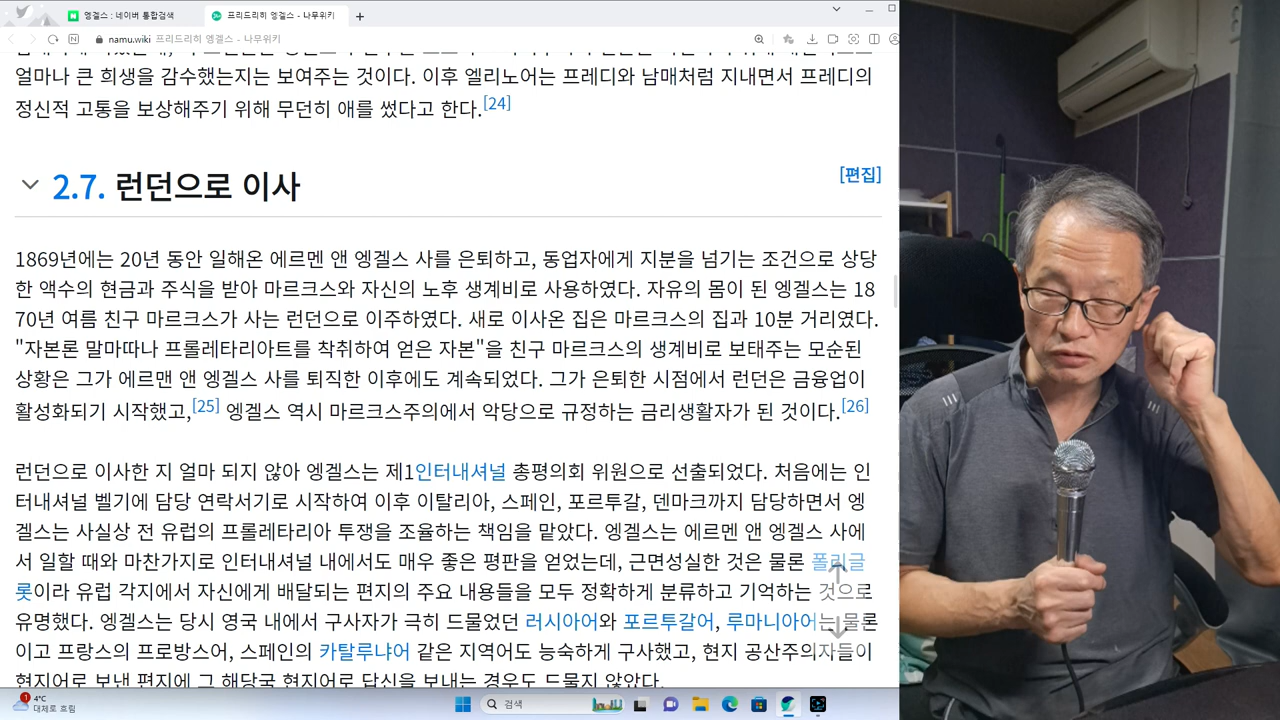 엥겔스 : 네이버 통합검색
프리드리히 엥겔스 - 나무위키
namu.wiki 프리드리히 엥겔스 - 나무위키
얼마나 큰 희생을 감수했는지는 보여주는 것이다. 이후 엘리노어는 프레디와 남매처럼 지내면서 프레디의
정신적 고통을 보상해주기 위해 무던히 애를 썼다고 한다.[24]
2.7. 런던으로 이사
[편집]
1869년에는 20년 동안 일해온 에르멘 앤 엥겔스 사를 은퇴하고, 동업자에게 지분을 넘기는 조건으로 상당
한 액수의 현금과 주식을 받아 마르크스와 자신의 노후 생계비로 사용하였다. 자유의 몸이 된 엥겔스는 18
70년 여름 친구 마르크스가 사는 런던으로 이주하였다. 새로 이사온 집은 마르크스의 집과 10분 거리였다.
"자본론 말마따나 프롤레타리아트를 착취하여 얻은 자본"을 친구 마르크스의 생계비로 보태주는 모순된
상황은 그가 에르맨 앤 엥겔스 사를 퇴직한 이후에도 계속되었다. 그가 은퇴한 시점에서 런던은 금융업이
활성화되기 시작했고,[25] 엥겔스 역시 마르크스주의에서 악당으로 규정하는 금리생활자가 된 것이다.[26]
런던으로 이사한 지 얼마 되지 않아 엥겔스는 제1인터내셔널 총평의회 위원으로 선출되었다. 처음에는 인
터내셔널 벨기에 담당 연락서기로 시작하여 이후 이탈리아, 스페인, 포르투갈, 덴마크까지 담당하면서 엥
겔스는 사실상 전 유럽의 프롤레타리아 투쟁을 조율하는 책임을 맡았다. 엥겔스는 에르멘 앤 엥겔스 사에
서 일할 때와 마찬가지로 인터내셔널 내에서도 매우 좋은 평판을 얻었는데, 근면성실한 것은 물론 폴리글
롯이라 유럽 각지에서 자신에게 배달되는 편지의 주요 내용들을 모두 정확하게 분류하고 기억하는 것으로
유명했다. 엥겔스는 당시 영국 내에서 구사자가 극히 드물었던 러시아어와 포르투갈어, 루마니아어는 물론
이고 프랑스의 프로방스어, 스페인의 카탈루냐어 같은 지역어도 능숙하게 구사했고, 현지 공산주의자들이
현지어로 보낸 편지에 그 해당국 현지어로 답신을 보내는 경우도 드물지 않았다.
1
4°C
대체로 흐림
검색